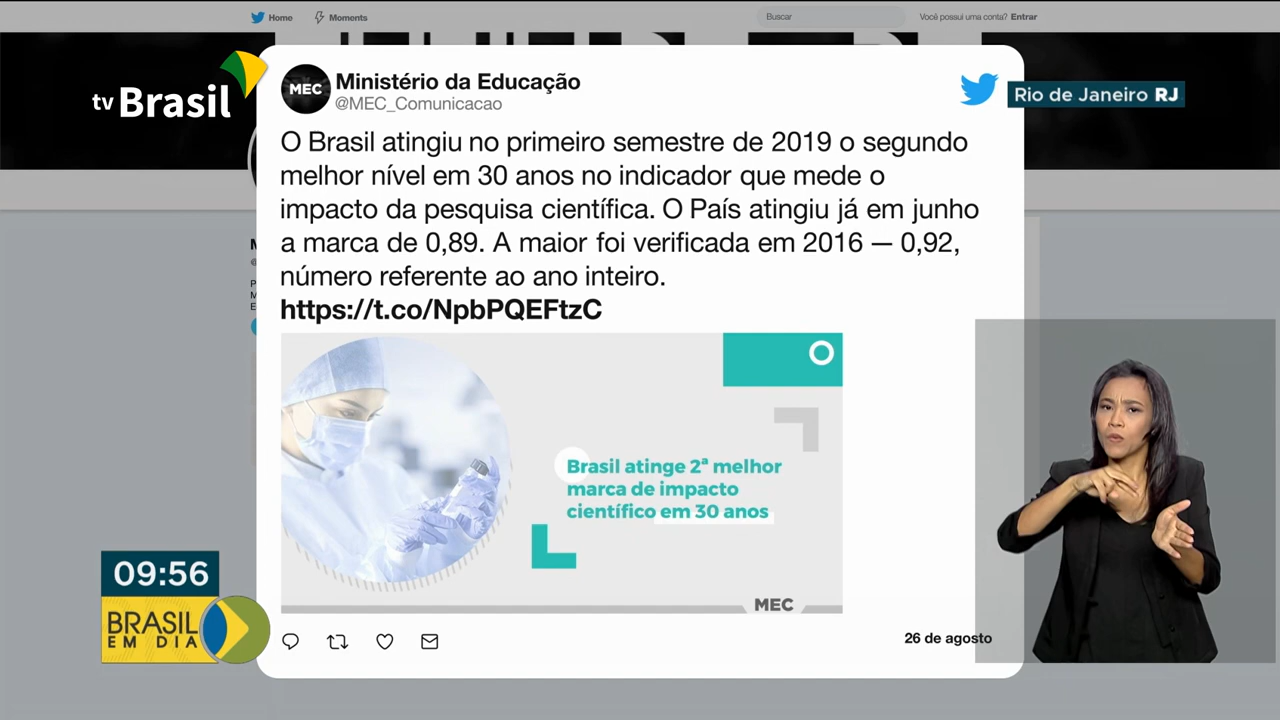 Home
Moments
Buscar
Você possui uma conta? Entrar
tv Brasil
MEC
Ministério da Educação
@MEC_Comunicacao
Rio de Janeiro RJ
O Brasil atingiu no primeiro semestre de 2019 o segundo
melhor nível em 30 anos no indicador que mede o
impacto da pesquisa científica. O País atingiu já em junho
a marca de 0,89. A maior foi verificada em 2016 — 0,92,
número referente ao ano inteiro.
https://t.co/NpbPQEFtzC
Brasil atinge 2ª melhor
marca de impacto
científico em 30 anos
MEC
26 de agosto
09:56
BRASIL
EM DIA